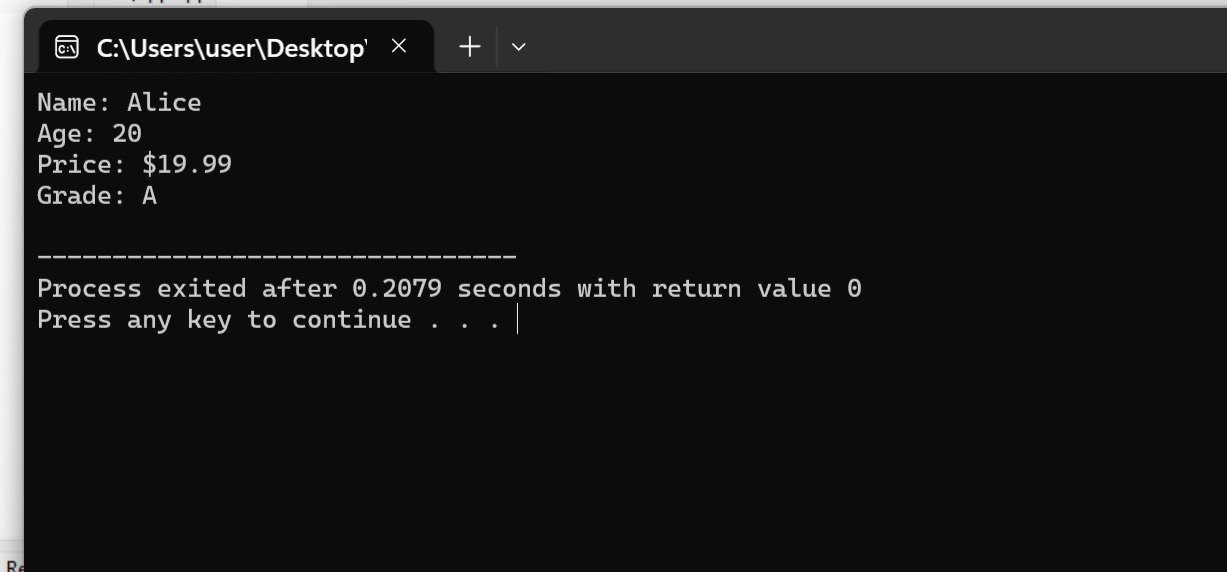 C:\Users\user\Desktop\
Name: Alice
Age: 20
Price: $19.99
Grade: A
--------------------------------
Process exited after 0.2079 seconds with return value 0
Press any key to continue . . .
Re